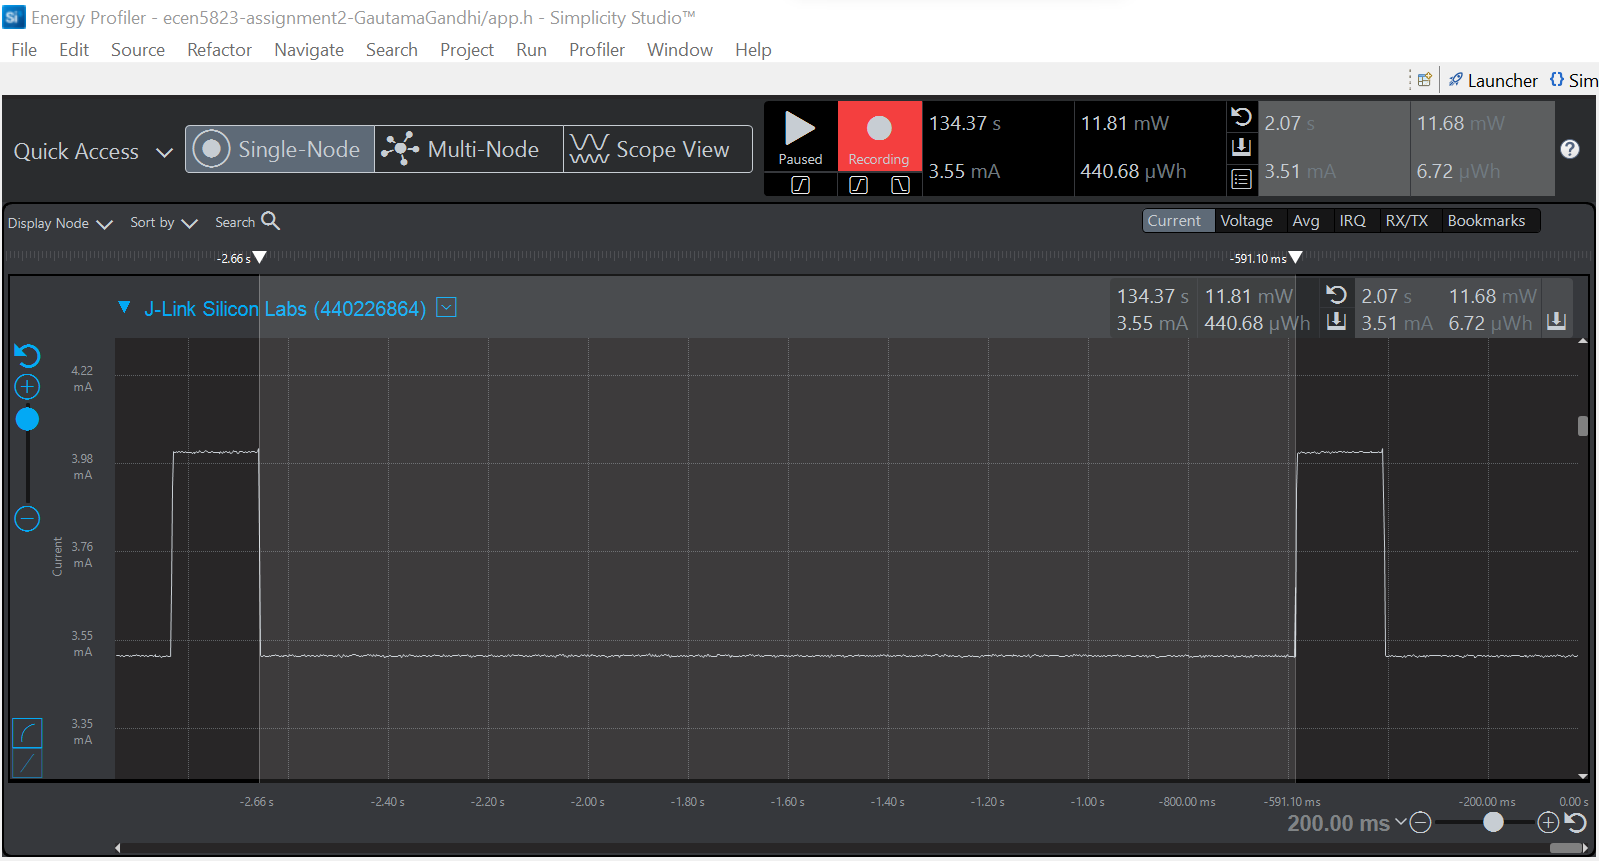 Si Energy Profiler - ecen5823-assignment2-GautamaGandhi/app.h - Simplicity Studio™
File Edit Source Refactor Navigate Search Project Run Profiler Window Help
Launcher {} Sim
Quick Access Single-Node Multi-Node Scope View
Paused Recording
134.37 s 11.81 mW 2.07 s 11.68 mW
3.55 mA 440.68 µWh 3.51 mA 6.72 µWh
?
Display Node Sort by Search
Current Voltage Avg IRQ RX/TX Bookmarks
-2.66 s -591.10 ms
J-Link Silicon Labs (440226864)
134.37 s 11.81 mW 2.07 s 11.68 mW
3.55 mA 440.68 µWh 3.51 mA 6.72 µWh
4.22
mA
3.98
mA
Current
3.76
mA
3.55
mA
3.35
mA
-2.66 s -2.40 s -2.20 s -2.00 s -1.80 s -1.60 s -1.40 s -1.20 s -1.00 s -800.00 ms -591.10 ms -200.00 ms 0.00 s
200.00 ms